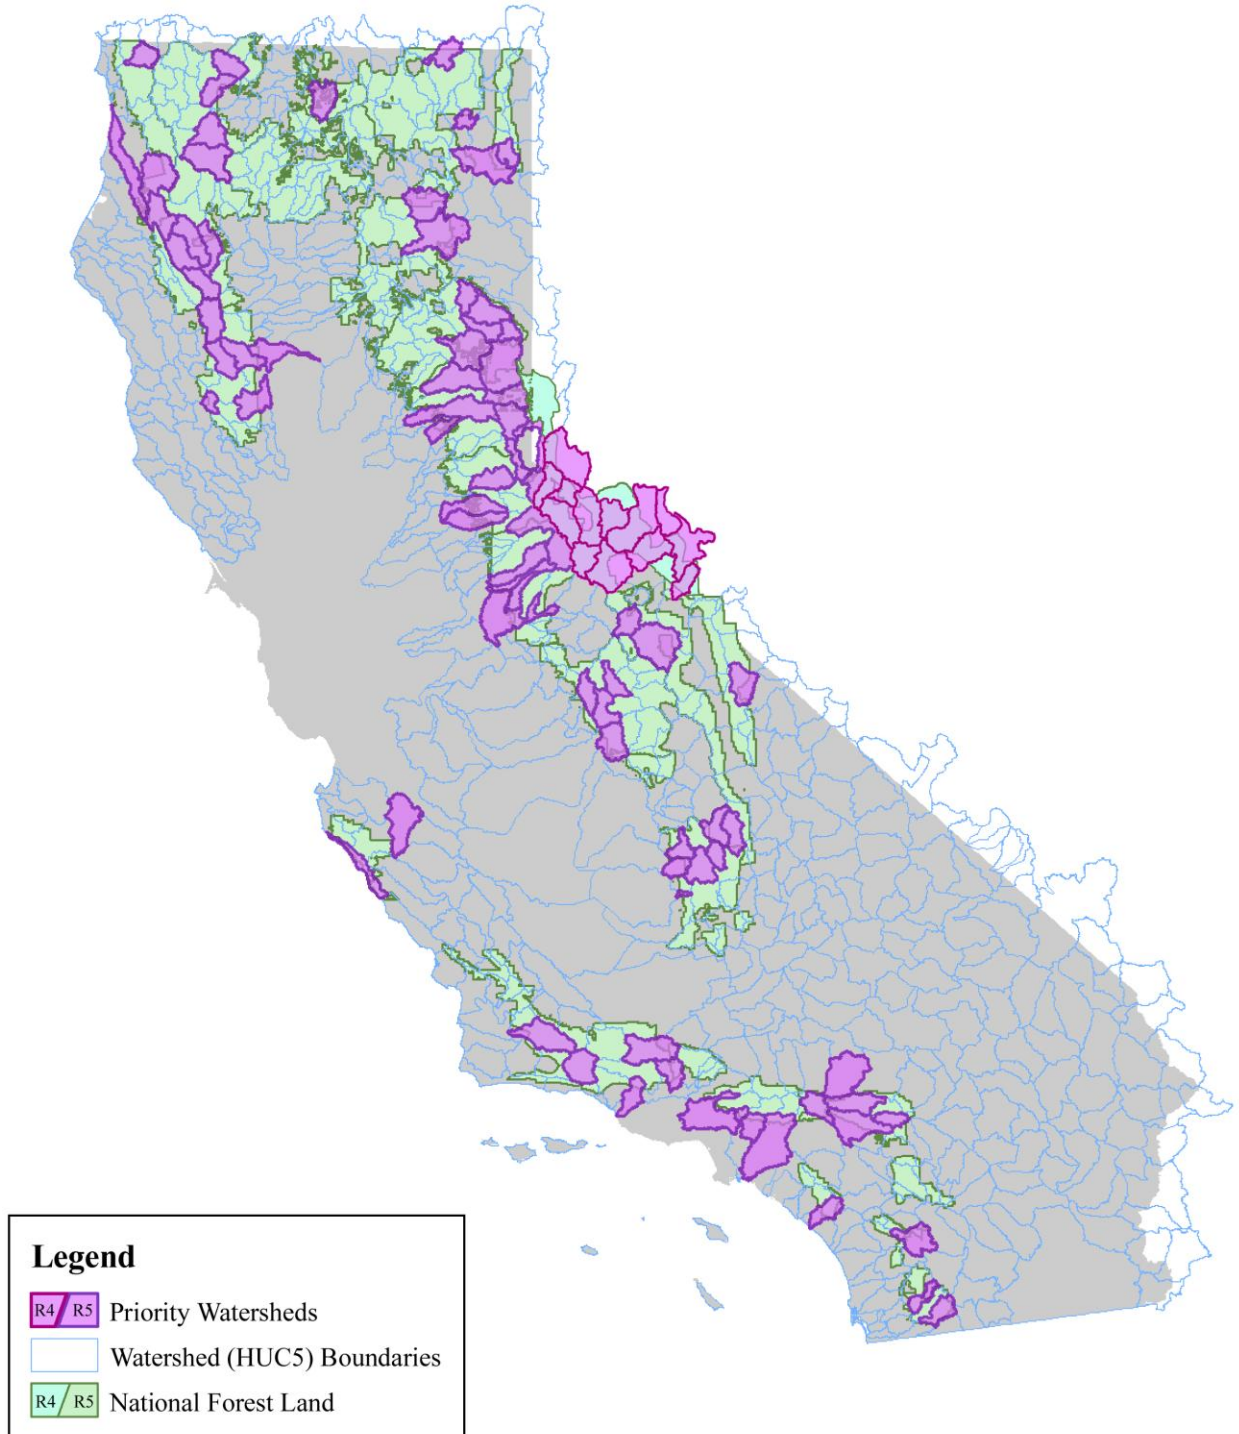 Legend
R4 R5 Priority Watersheds
Watershed (HUC5) Boundaries
R4 R5 National Forest Land